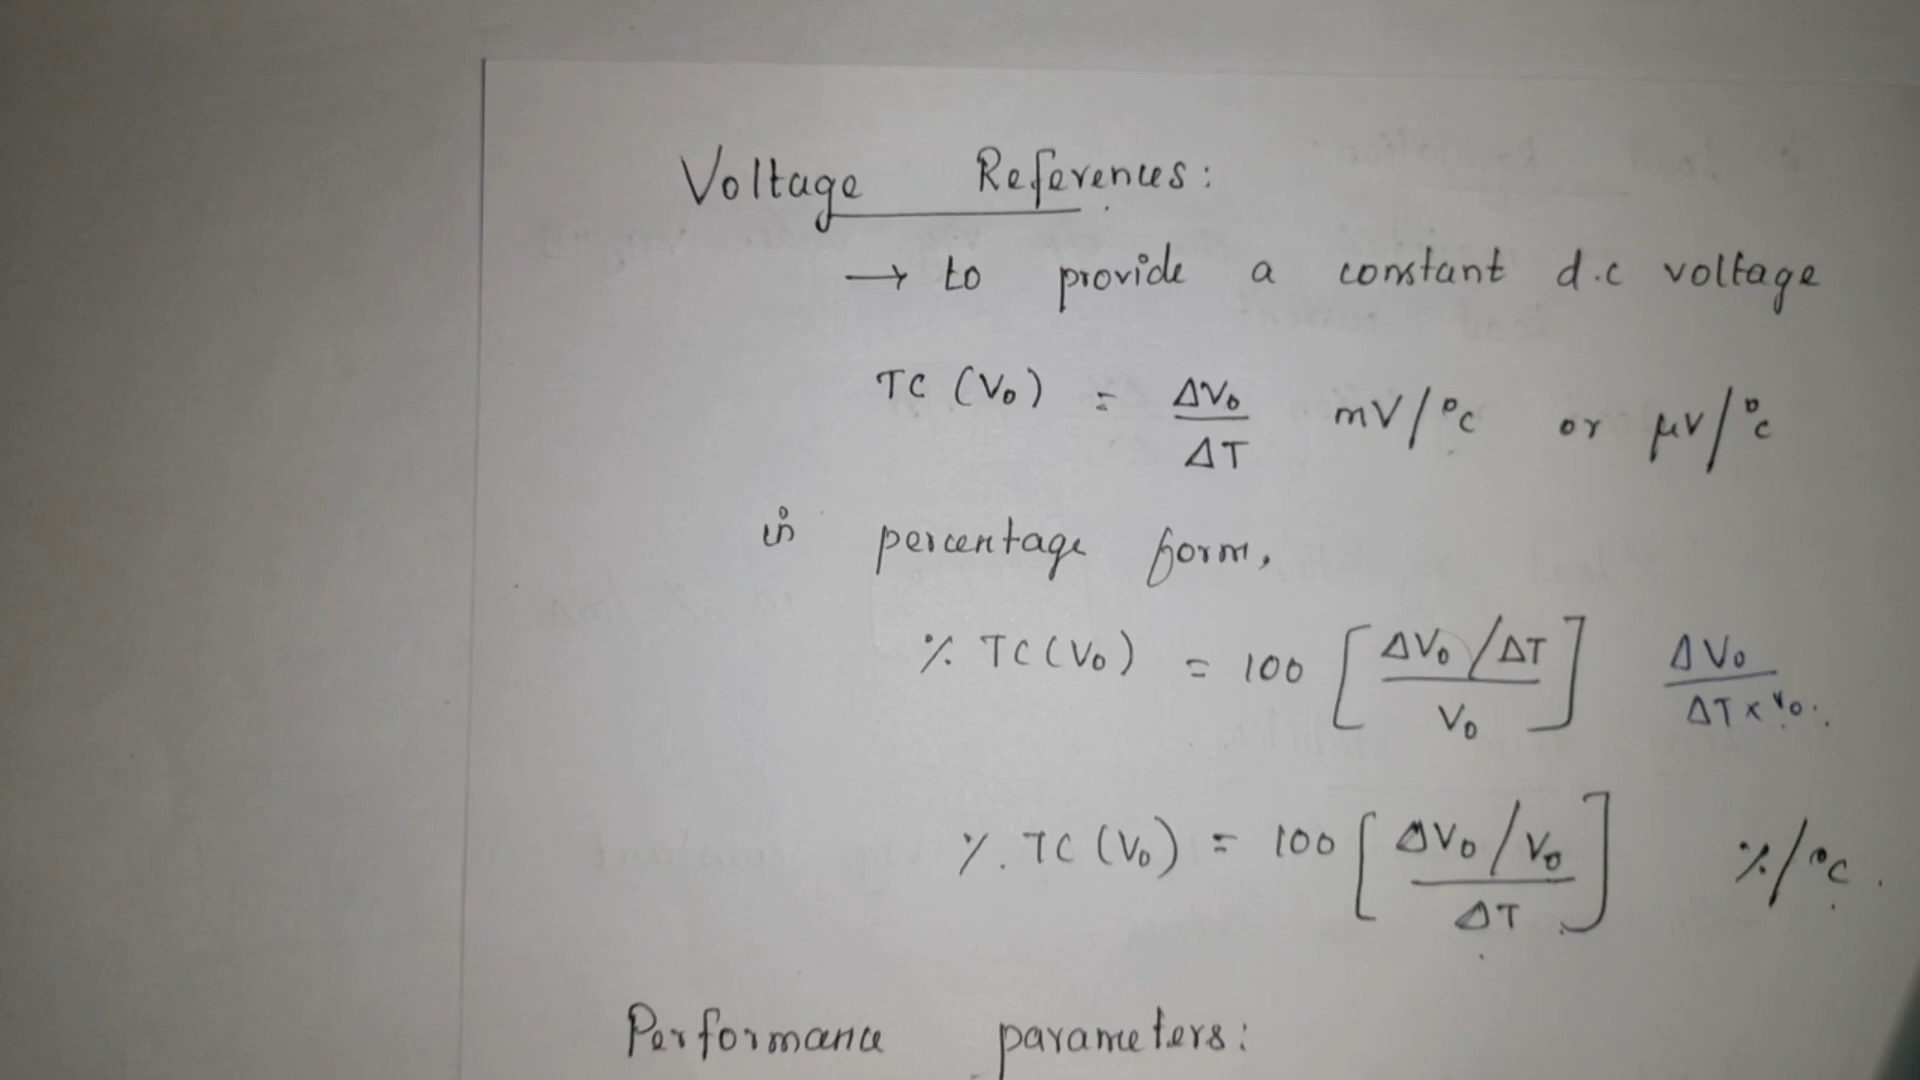 Voltage References:
→ to provide a constant d.c voltage
TC (V₀) = ΔV₀/ΔT mV/°c or μV/°c
in percentage form,
% TC(V₀) = 100 [ (ΔV₀/ΔT) / V₀ ] ΔV₀ / ΔT x V₀.
%. TC (V₀) = 100 [ (ΔV₀/V₀) / ΔT ] %/°c.
Performance parameters: